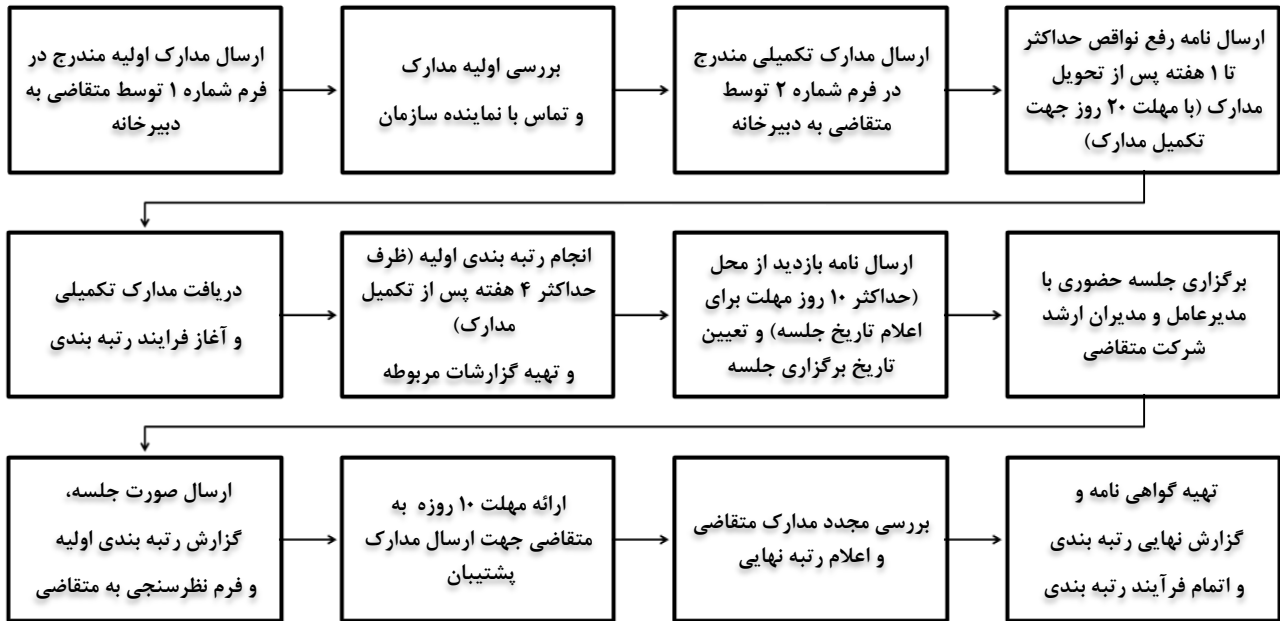 ارسال مدارک اولیه مندرج در
فرم شماره ۱ توسط متقاضی به
دبیرخانه
بررسی اولیه مدارک
و تماس با نماینده سازمان
ارسال مدارک تکمیلی مندرج
در فرم شماره ۲ توسط
متقاضی به دبیرخانه
ارسال نامه رفع نواقص حداکثر
تا ۱ هفته پس از تحویل
مدارک (با مهلت ۲۰ روز جهت
تکمیل مدارک)
دریافت مدارک تکمیلی
و آغاز فرایند رتبه بندی
انجام رتبه بندی اولیه (ظرف
حداکثر ۴ هفته پس از تکمیل
مدارک)
و تهیه گزارشات مربوطه
ارسال نامه بازدید از محل
(حداکثر ۱۰ روز مهلت برای
اعلام تاریخ جلسه) و تعیین
تاریخ برگزاری جلسه
برگزاری جلسه حضوری با
مدیرعامل و مدیران ارشد
شرکت متقاضی
ارسال صورت جلسه،
گزارش رتبه بندی اولیه
و فرم نظرسنجی به متقاضی
ارائه مهلت ۱۰ روزه به
متقاضی جهت ارسال مدارک
پشتیبان
بررسی مجدد مدارک متقاضی
و اعلام رتبه نهایی
تهیه گواهی نامه و
گزارش نهایی رتبه بندی
و اتمام فرآیند رتبه بندی